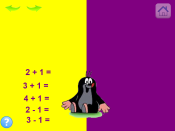 2 + 1 =
3 + 1 =
4 + 1 =
2 - 1 =
3 - 1 =
?